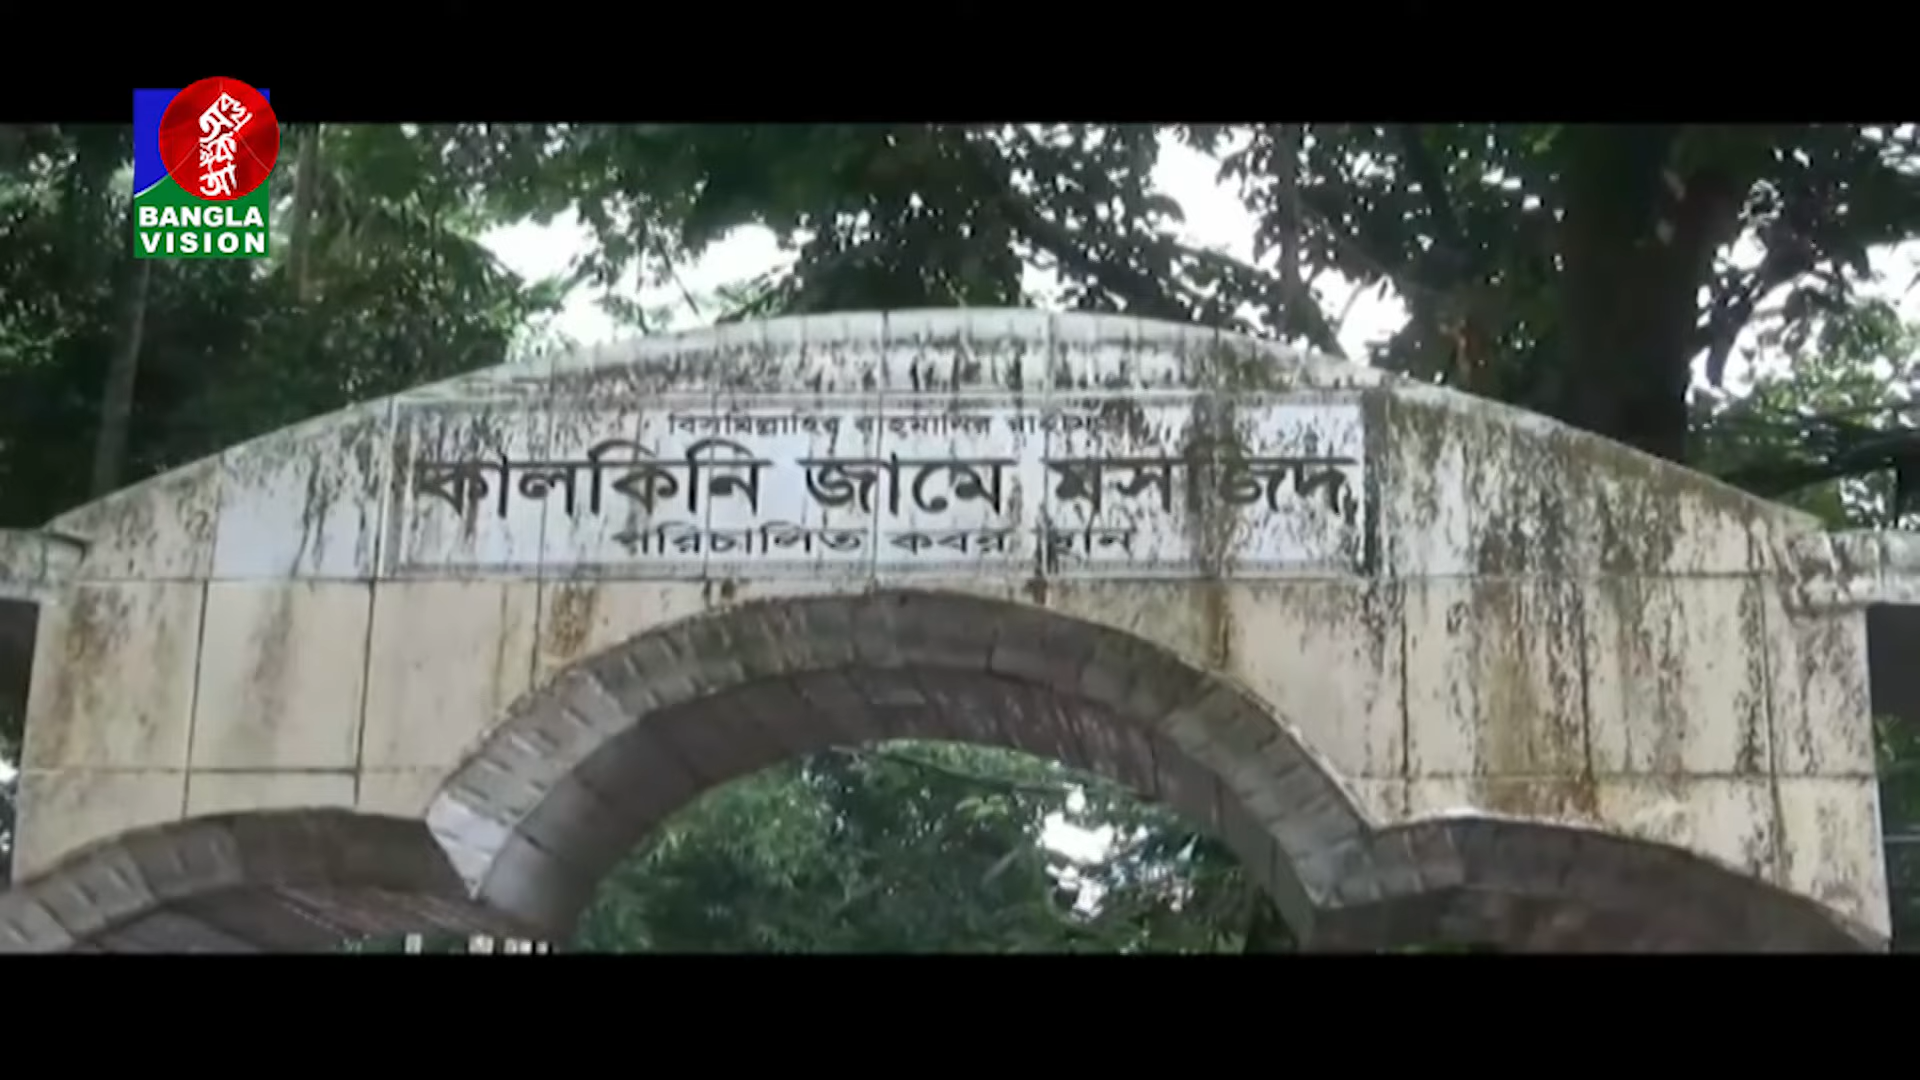 BANGLA
VISION
বিসমিল্লাহির রাহমানির রাহিম
কালকিনি জামে মসজিদ
পরিচালিত কবর স্থান